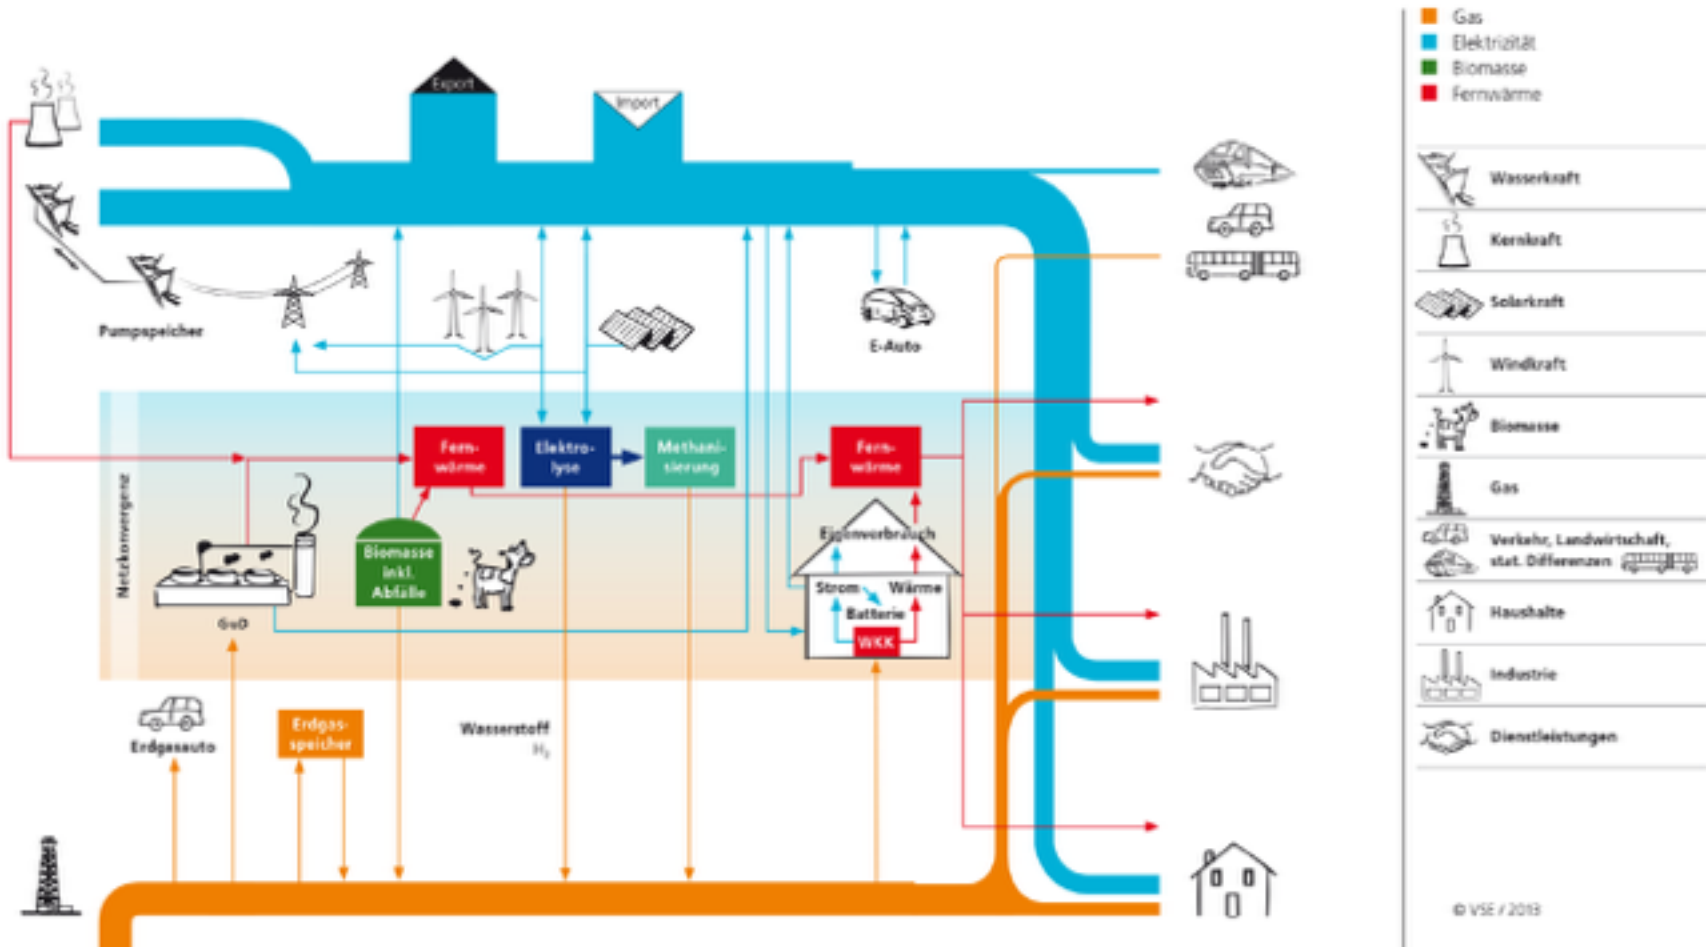 Export
Import
Pumpspeicher
E-Auto
Netzkonvergenz
Fern-
wärme
Elektro-
lyse
Methani-
sierung
Fern-
wärme
Biomasse
inkl.
Abfälle
GuD
Eigenverbrauch
Strom
Wärme
Batterie
WKK
Erdgasauto
Erdgas-
speicher
Wasserstoff
H₂
Gas
Elektrizität
Biomasse
Fernwärme
Wasserkraft
Kernkraft
Solarkraft
Windkraft
Biomasse
Gas
Verkehr, Landwirtschaft,
stat. Differenzen
Haushalte
Industrie
Dienstleistungen
© VSE / 2013